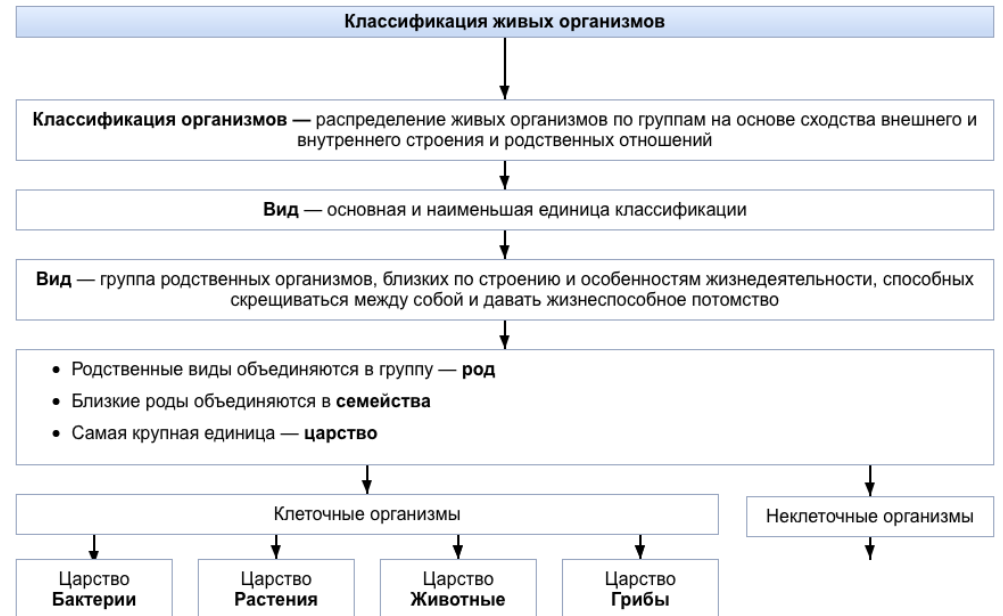 Классификация живых организмов
Классификация организмов — распределение живых организмов по группам на основе сходства внешнего и
внутреннего строения и родственных отношений
Вид — основная и наименьшая единица классификации
Вид — группа родственных организмов, близких по строению и особенностям жизнедеятельности, способных
скрещиваться между собой и давать жизнеспособное потомство
• Родственные виды объединяются в группу — род
• Близкие роды объединяются в семейства
• Самая крупная единица — царство
Клеточные организмы
Неклеточные организмы
Царство
Бактерии
Царство
Растения
Царство
Животные
Царство
Грибы